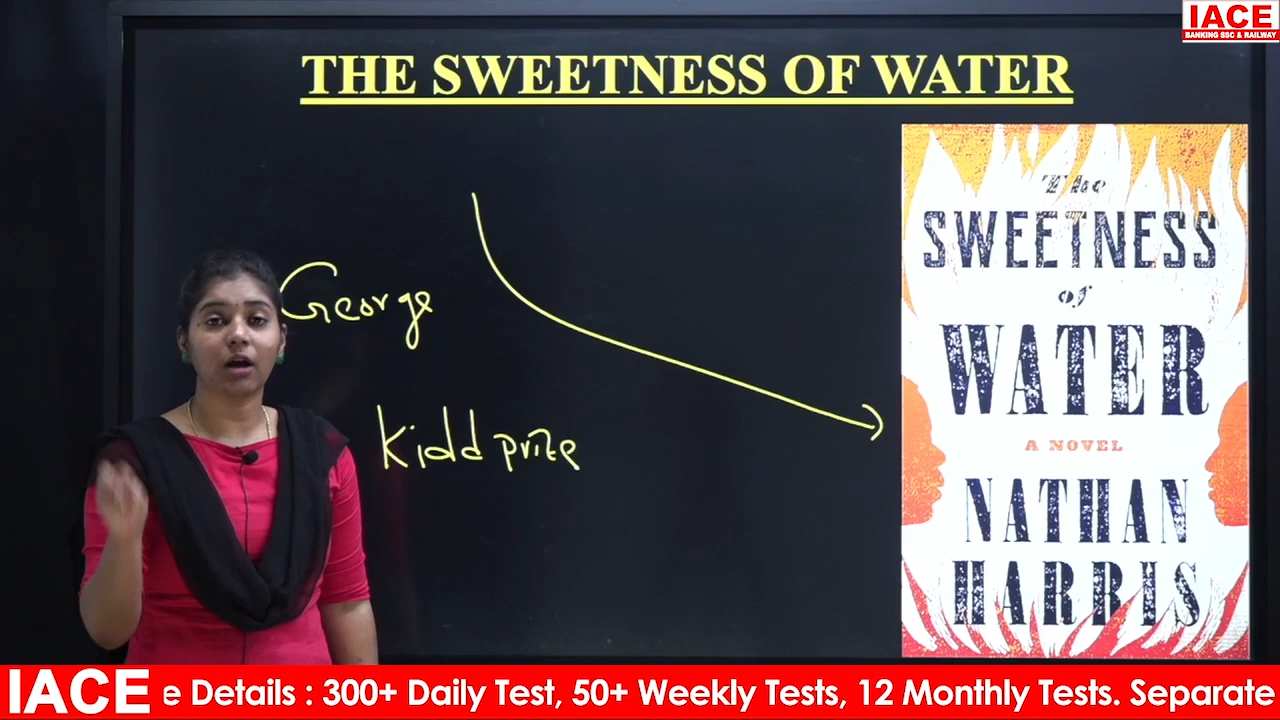 IACE
BANKING SSC & RAILWAY
THE SWEETNESS OF WATER
George
Kidd prize
The
SWEETNESS
of
WATER
A NOVEL
NATHAN
HARRIS
IACE e Details : 300+ Daily Test, 50+ Weekly Tests, 12 Monthly Tests. Separate